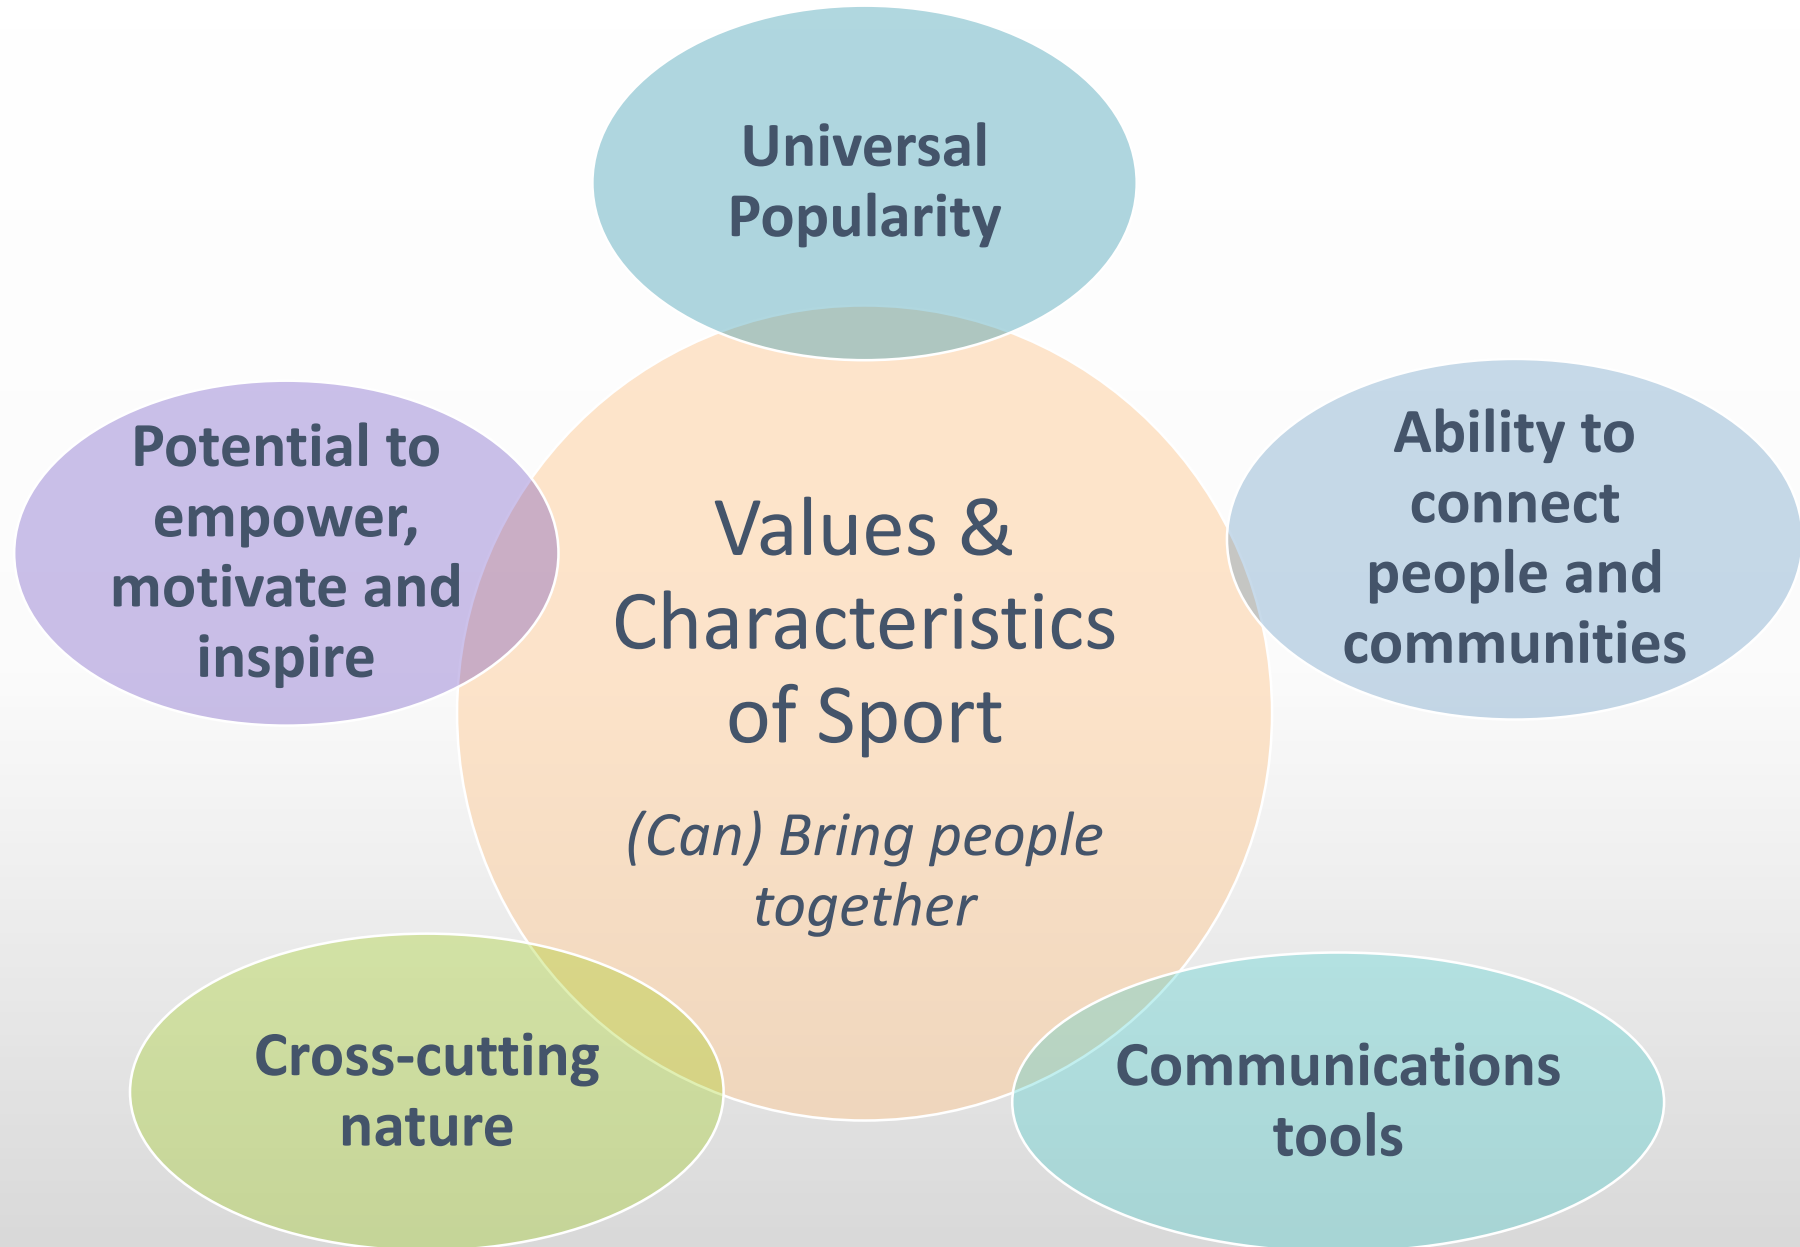 Universal
Popularity
Potential to
empower,
motivate and
inspire
Values &
Characteristics
of Sport
(Can) Bring people
together
Ability to
connect
people and
communities
Cross-cutting
nature
Communications
tools